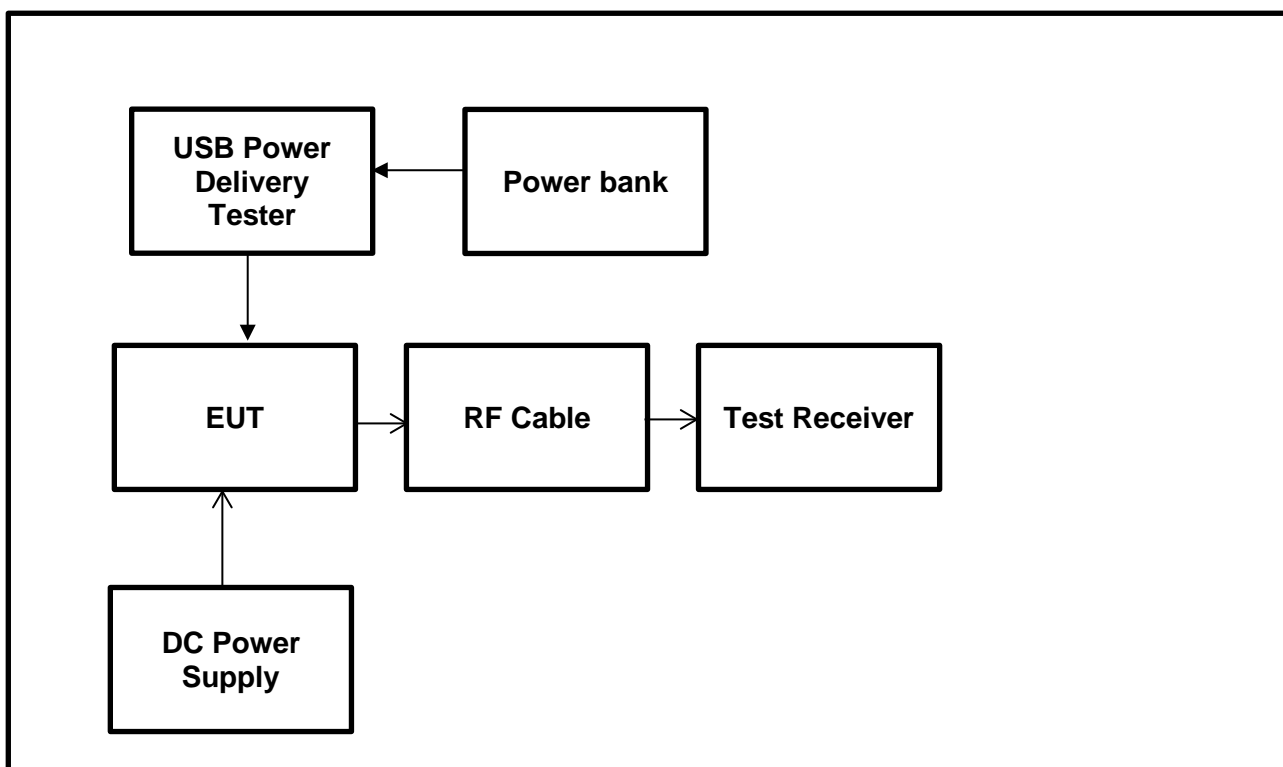 USB Power
Delivery
Tester
Power bank
EUT
RF Cable
Test Receiver
DC Power
Supply